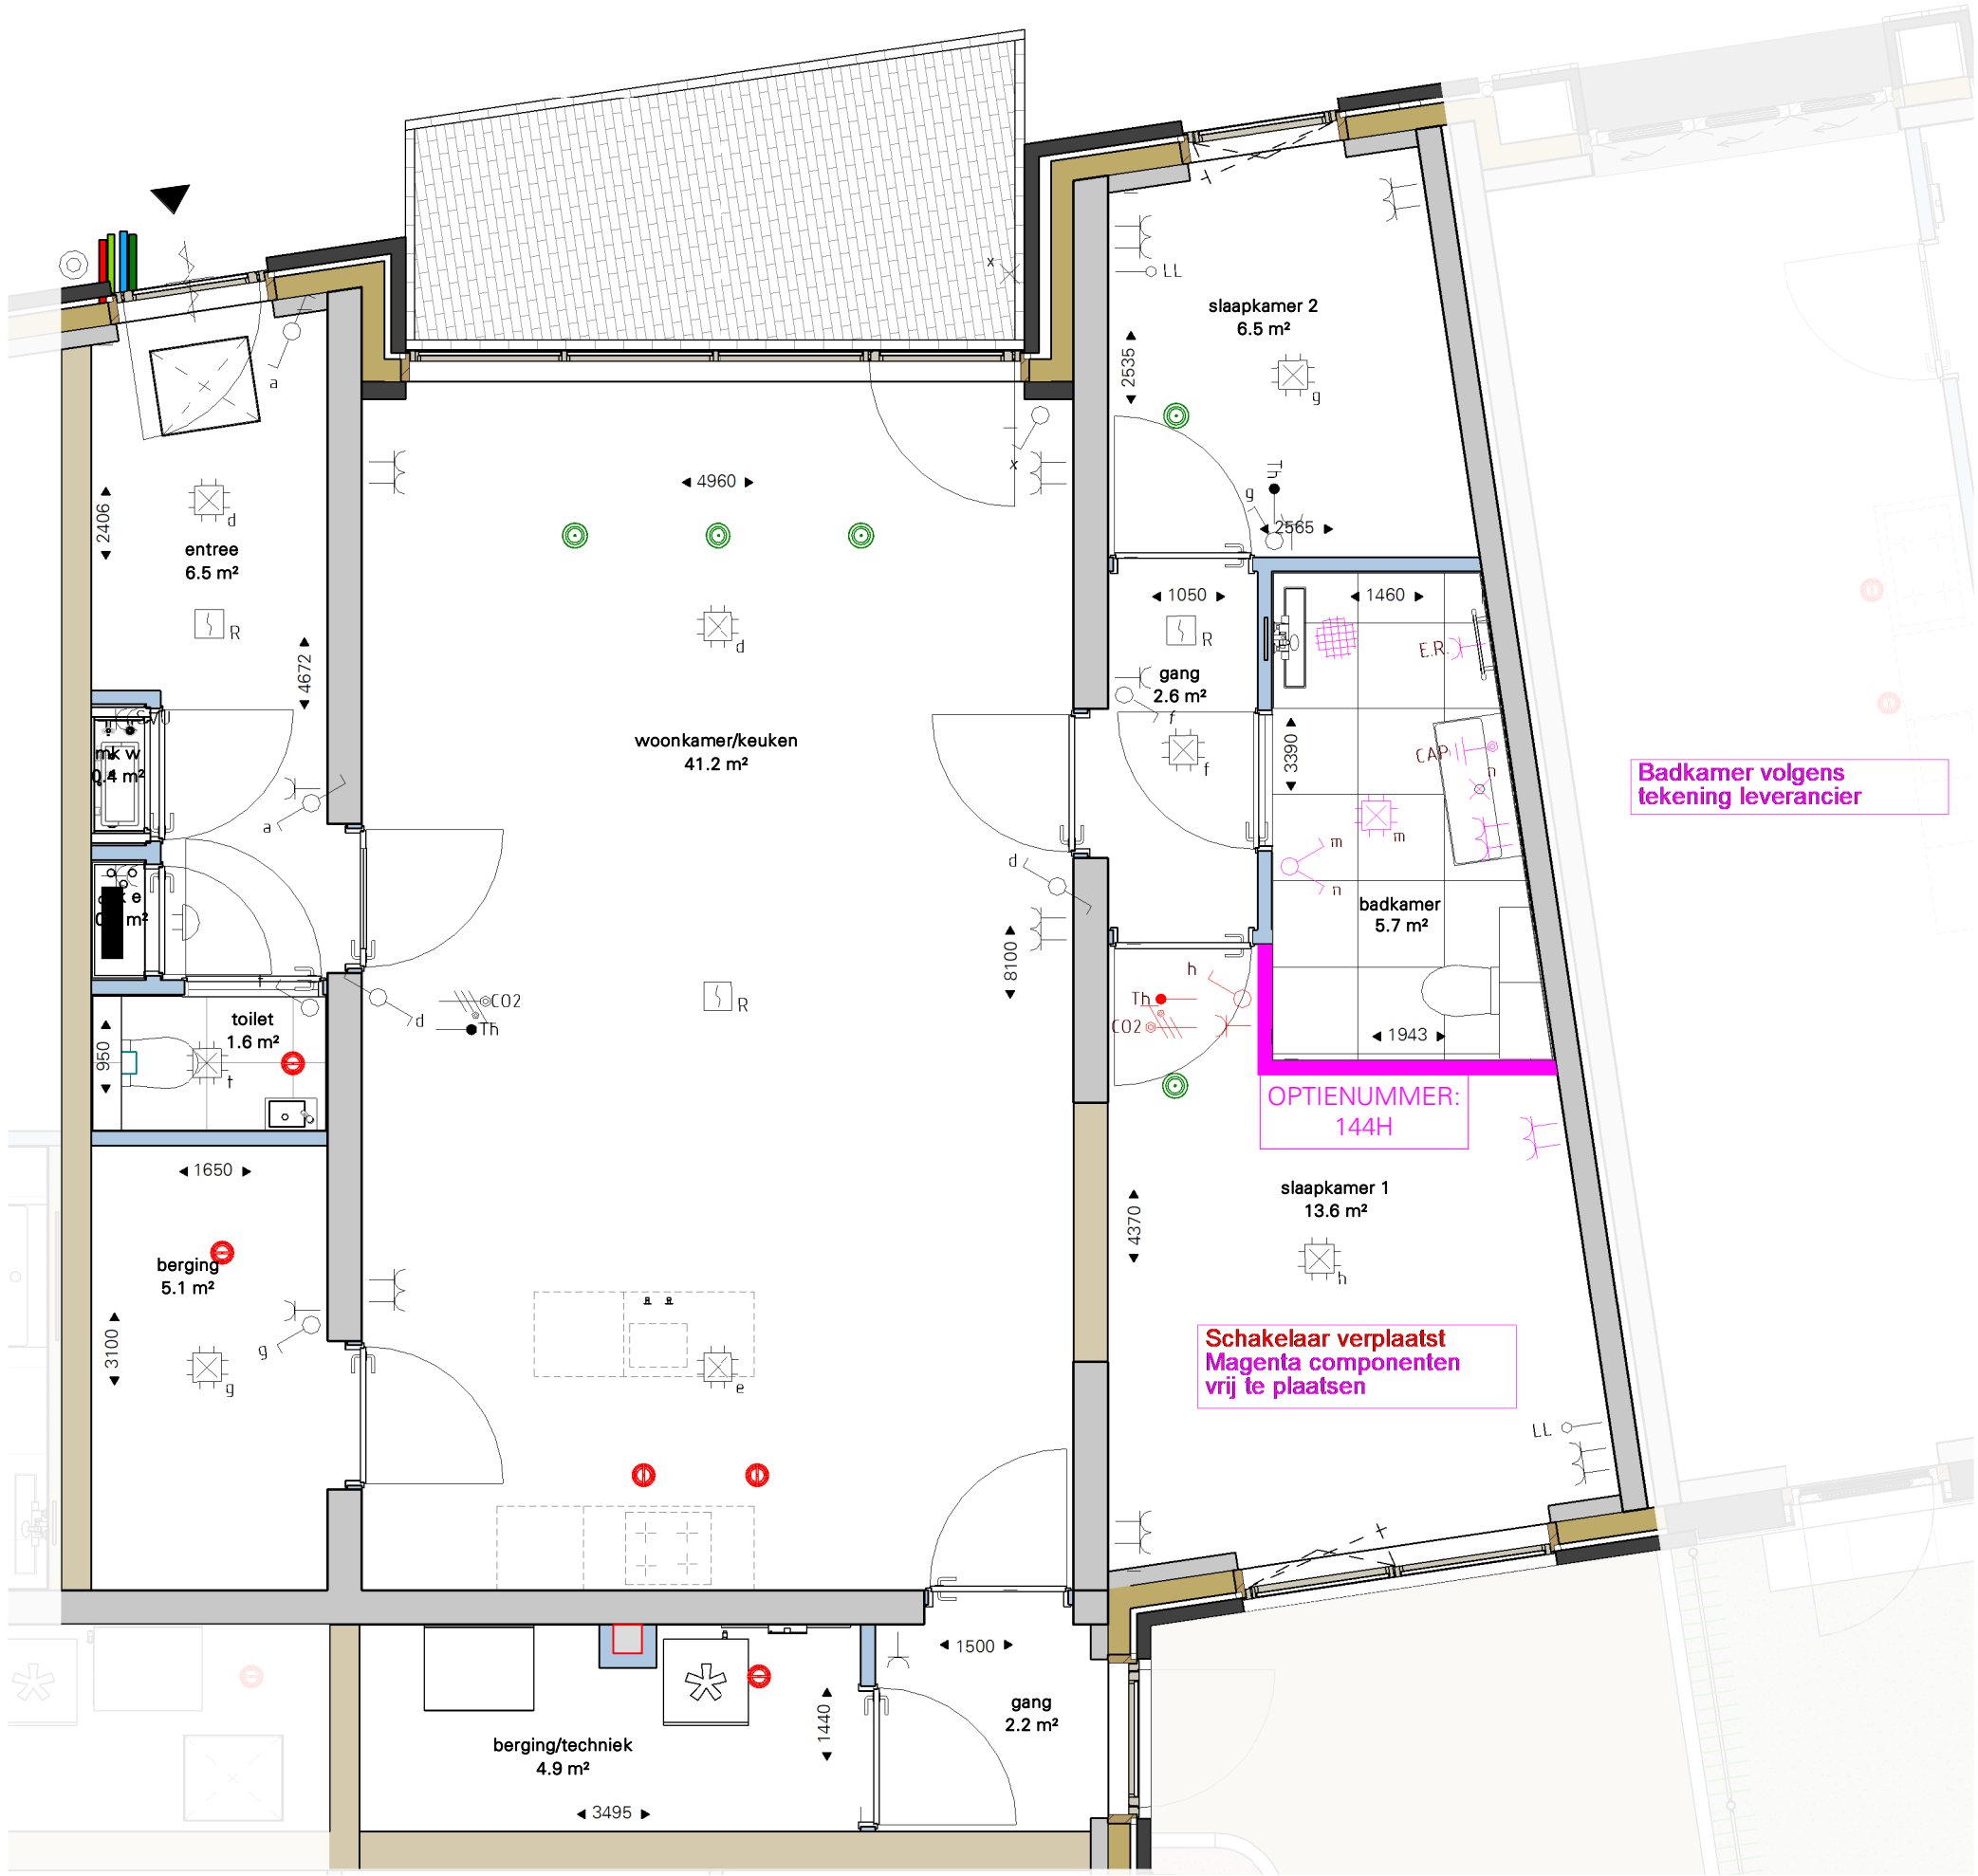 LL
slaapkamer 2
6.5 m²
2535
g
a
Th
g
2565
x
x
4960
2406
d
entree
6.5 m²
R
4672
d
1050
R
gang
2.6 m²
f
f
1460
E.R.
3390
CAP
n
m
m
n
badkamer
5.7 m²
1943
mk w
0.4 m²
a
woonkamer/keuken
41.2 m²
Badkamer volgens
tekening leverancier
d
8100
R
CO2
Th
d
h
Th
CO2
toilet
1.6 m²
950
t
OPTIENUMMER:
144H
1650
berging
5.1 m²
3100
g
g
e
slaapkamer 1
13.6 m²
4370
h
Schakelaar verplaatst
Magenta componenten
vrij te plaatsen
LL
1500
gang
2.2 m²
1440
berging/techniek
4.9 m²
3495